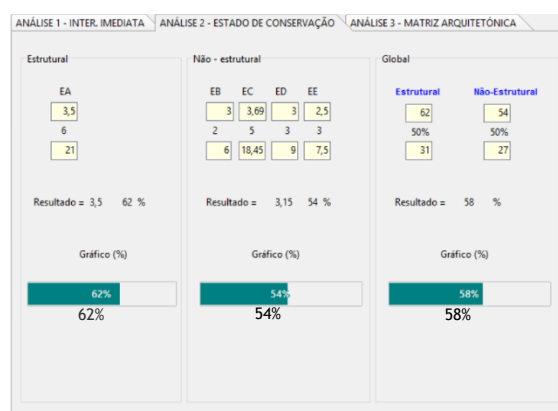 ANÁLISE 1 - INTER. IMEDIATA ANÁLISE 2 - ESTADO DE CONSERVAÇÃO ANÁLISE 3 - MATRIZ ARQUITETÓNICA
Estrutural
EA
3,5
6
21
Resultado = 3,5 62 %
Gráfico (%)
62%
62%
Não - estrutural
EB EC ED EE
3 3,69 3 2,5
2 5 3 3
6 18,45 9 7,5
Resultado = 3,15 54 %
Gráfico (%)
54%
54%
Global
Estrutural Não-Estrutural
62 54
50% 50%
31 27
Resultado = 58 %
Gráfico (%)
58%
58%